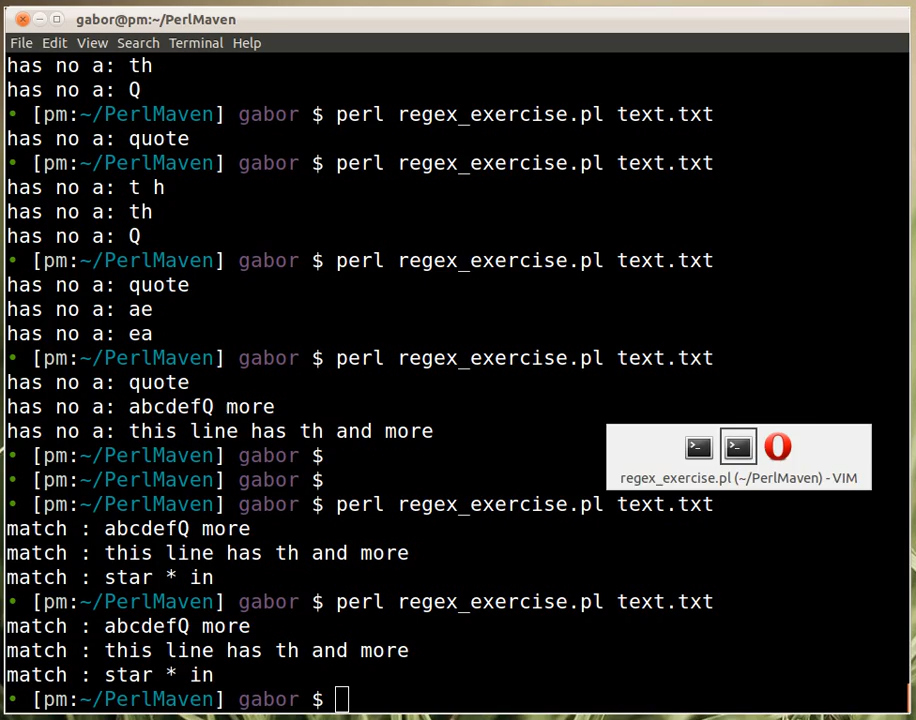 gabor@pm:~/PerlMaven
File Edit View Search Terminal Help
has no a: th
has no a: Q
• [pm:~/PerlMaven] gabor $ perl regex_exercise.pl text.txt
has no a: quote
• [pm:~/PerlMaven] gabor $ perl regex_exercise.pl text.txt
has no a: t h
has no a: th
has no a: Q
• [pm:~/PerlMaven] gabor $ perl regex_exercise.pl text.txt
has no a: quote
has no a: ae
has no a: ea
• [pm:~/PerlMaven] gabor $ perl regex_exercise.pl text.txt
has no a: quote
has no a: abcdefQ more
has no a: this line has th and more
• [pm:~/PerlMaven] gabor $
• [pm:~/PerlMaven] gabor $
regex_exercise.pl (~/PerlMaven) - VIM
• [pm:~/PerlMaven] gabor $ perl regex_exercise.pl text.txt
match : abcdefQ more
match : this line has th and more
match : star * in
• [pm:~/PerlMaven] gabor $ perl regex_exercise.pl text.txt
match : abcdefQ more
match : this line has th and more
match : star * in
• [pm:~/PerlMaven] gabor $